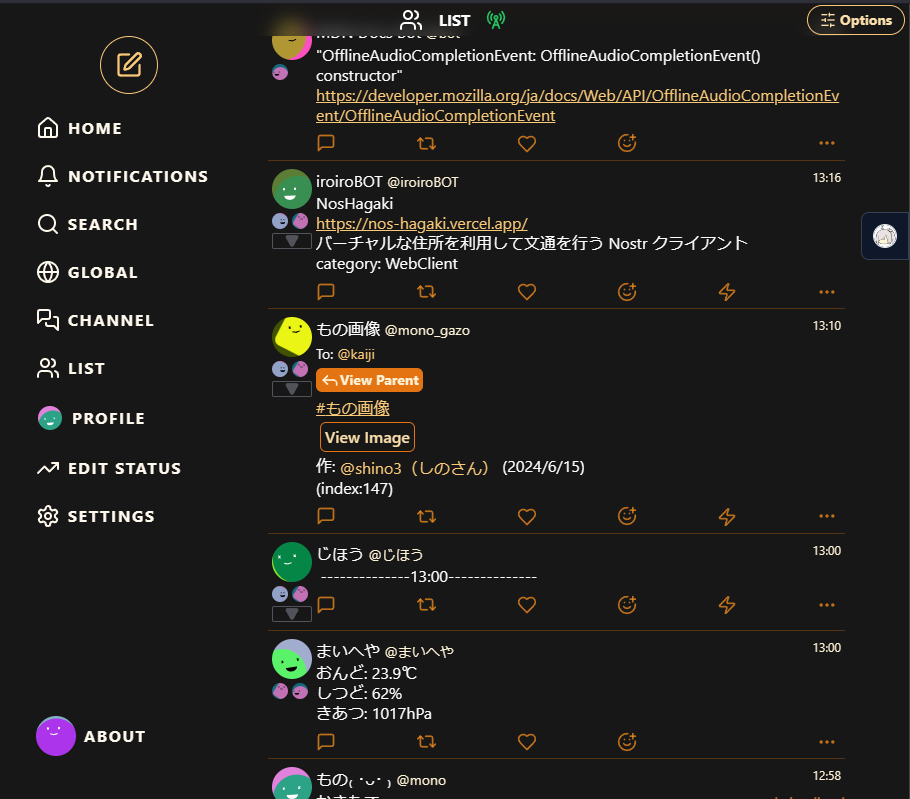 LIST
Options
HOME
NOTIFICATIONS
SEARCH
GLOBAL
CHANNEL
LIST
PROFILE
EDIT STATUS
SETTINGS
ABOUT
MDN Docs Bot @bot
"OfflineAudioCompletionEvent: OfflineAudioCompletionEvent()
constructor"
https://developer.mozilla.org/ja/docs/Web/API/OfflineAudioCompletionEv
ent/OfflineAudioCompletionEvent
iroiroBOT @iroiroBOT 13:16
NosHagaki
https://nos-hagaki.vercel.app/
バーチャルな住所を利用して文通を行う Nostr クライアント
category: WebClient
もの画像 @mono_gazo 13:10
To: @kaiji
View Parent
#もの画像
View Image
作: @shino3（しのさん） (2024/6/15)
(index:147)
じほう @じほう 13:00
--------------13:00--------------
まいへや @まいへや 13:00
おんど: 23.9℃
しつど: 62%
きあつ: 1017hPa
もの₍ ･ᴗ･ ₎ @mono 12:58